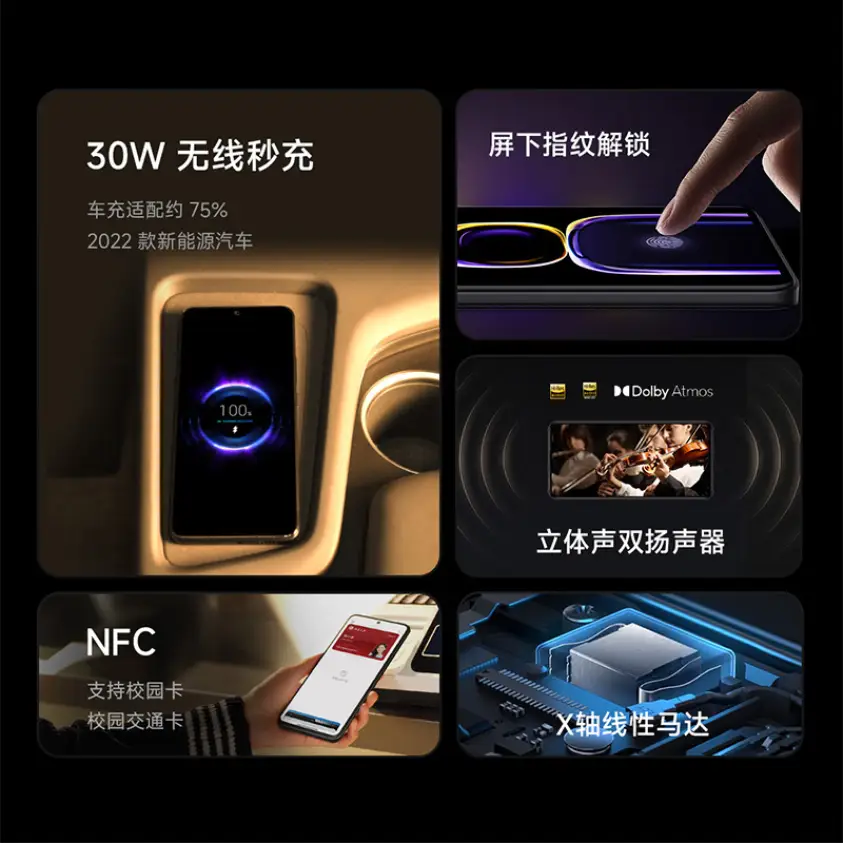 30W 无线秒充
车充适配约 75%
2022 款新能源汽车
100%
屏下指纹解锁
Dolby Atmos
立体声双扬声器
NFC
支持校园卡
校园交通卡
X轴线性马达